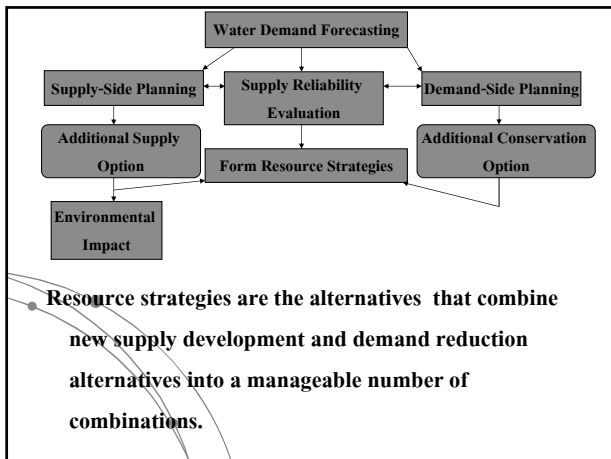 Water Demand Forecasting
Supply-Side Planning
Supply Reliability
Evaluation
Demand-Side Planning
Additional Supply
Option
Additional Conservation
Option
Form Resource Strategies
Environmental
Impact
Resource strategies are the alternatives that combine
new supply development and demand reduction
alternatives into a manageable number of
combinations.